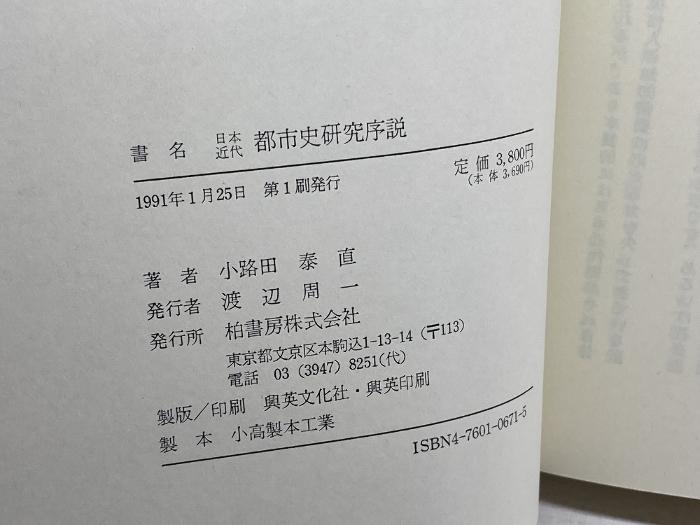 書名 日本近代 都市史研究序説
1991年1月25日 第1刷発行
定価 3,800円
(本体 3,690円)
著者 小路田 泰直
発行者 渡辺周一
発行所 柏書房株式会社
東京都文京区本駒込1-13-14(〒113)
電話 03(3947)8251(代)
製版/印刷 興英文化社・興英印刷
製本 小高製本工業
ISBN4-7601-0671-5